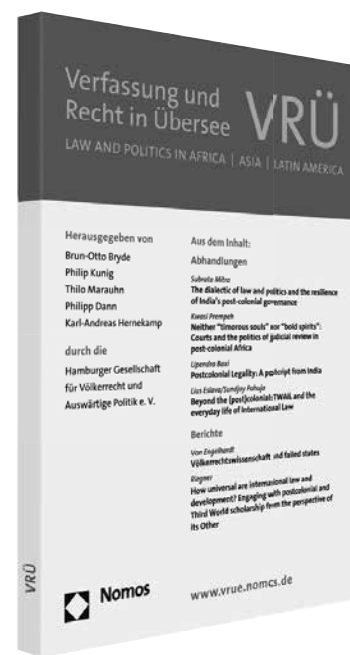 Verfassung und
Recht in Übersee
VRÜ
LAW AND POLITICS IN AFRICA | ASIA | LATIN AMERICA
Herausgegeben von
Brun-Otto Bryde
Philip Kunig
Thilo Marauhn
Philipp Dann
Karl-Andreas Hernekamp
durch die
Hamburger Gesellschaft
für Völkerrecht und
Auswärtige Politik e. V.
Aus dem Inhalt:
Abhandlungen
Subrata Mitra
The dialectic of law and politics and the resilience
of India's post-colonial governance
Kwasi Prempeh
Neither "timorous souls" nor "bold spirits":
Courts and the politics of judicial review in
post-colonial Africa
Upendra Baxi
Postcolonial Legality: A postcript from India
Luis Eslava/Sundhya Pahuja
Beyond the (post)colonial: TWAIL and the
everyday life of International Law
Berichte
Von Engelhardt
Völkerrechtswissenschaft und failed states
Riegner
How universal are international law and
development? Engaging with postcolonial and
Third World scholarship from the perspective of
its Other
VRÜ
Nomos
www.vrue.nomos.de